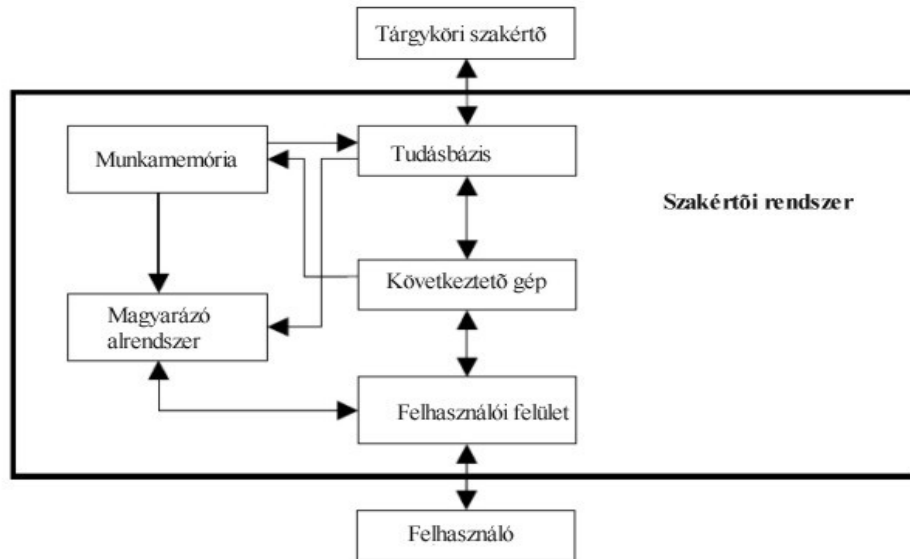 Tárgyköri szakértõ
Munkamemória
Tudásbázis
Szakértõi rendszer
Következtetõ gép
Magyarázó
alrendszer
Felhasználói felület
Felhasználó